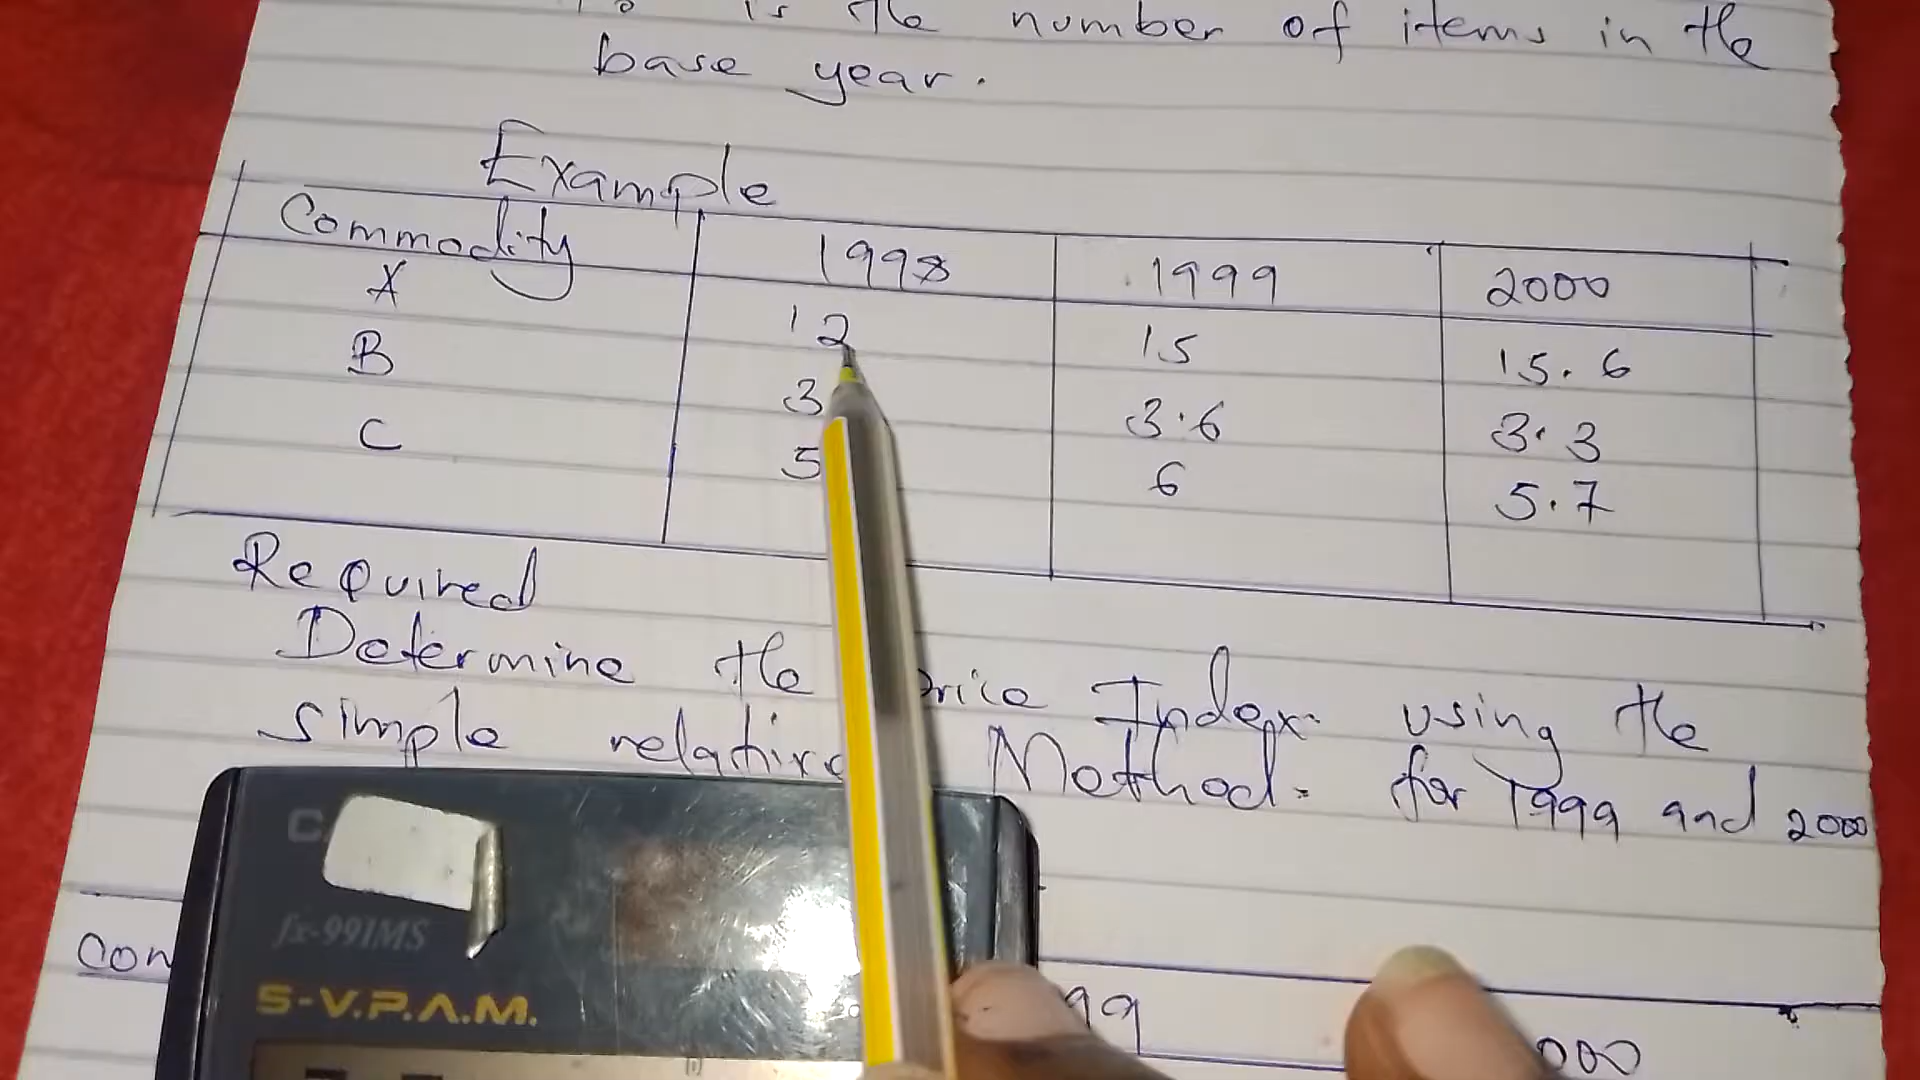 is the number of items in the
base year.
Example
Commodity 1998 1999 2000
A 12 15 15.6
B 3 3.6 3.3
C 5 6 5.7
Required
Determine the Index using the
simple relative Method. for 1999 and 2000
fx-991MS
S-V.P.A.M.